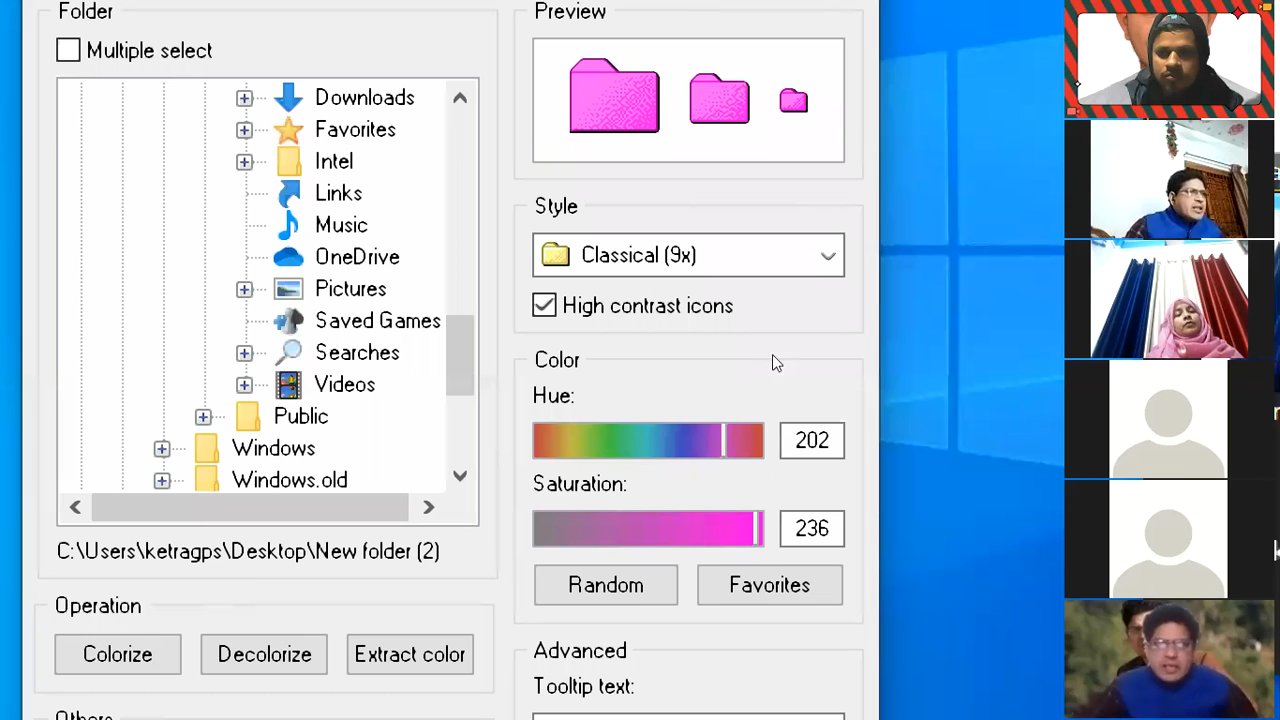 Folder
Multiple select
Downloads
Favorites
Intel
Links
Music
OneDrive
Pictures
Saved Games
Searches
Videos
Public
Windows
Windows.old
C:\Users\ketragps\Desktop\New folder (2)
Operation
Colorize
Decolorize
Extract color
Others
Preview
Style
Classical (9x)
High contrast icons
Color
Hue:
202
Saturation:
236
Random
Favorites
Advanced
Tooltip text: